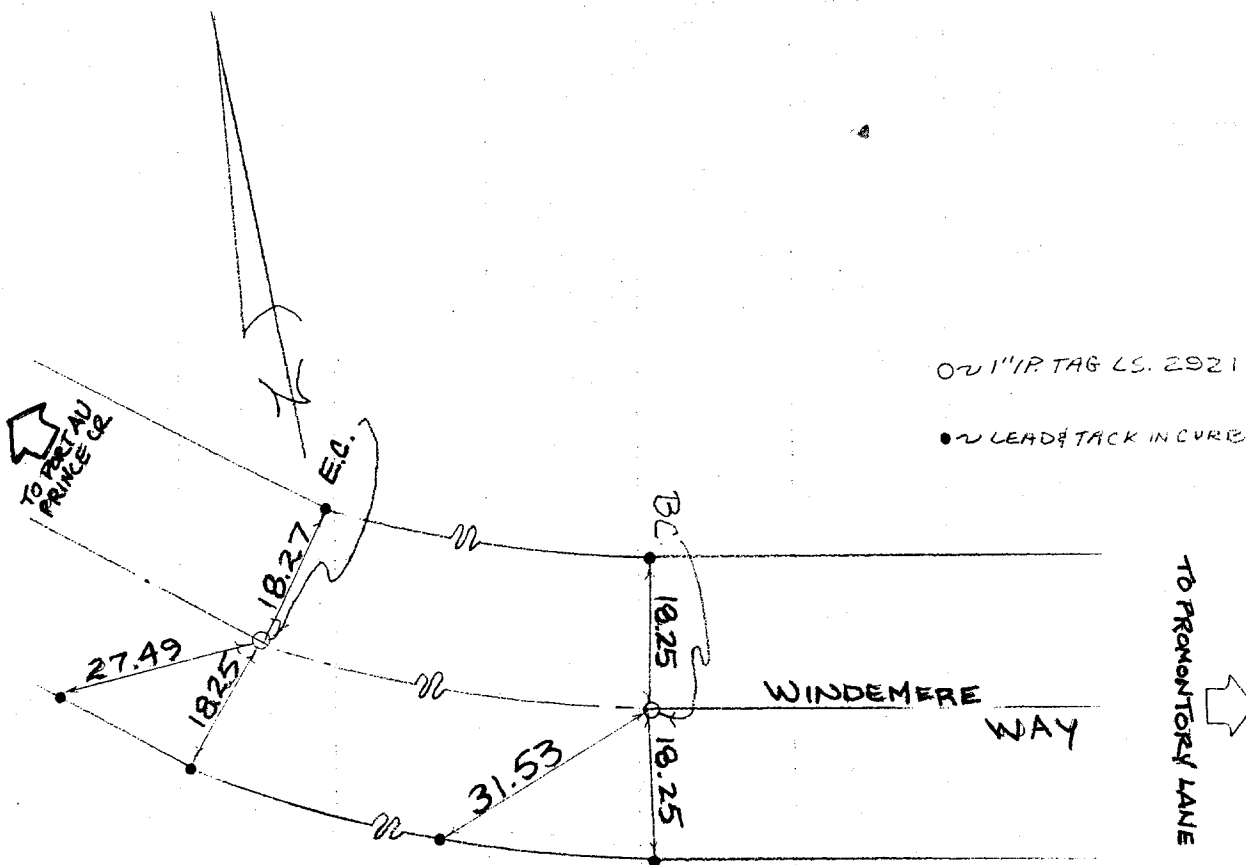 N
O~ 1" I.P. TAG LS. 2921
●~ LEAD & TACK IN CURB
TO PORT AU
PRINCE CR
E.C.
BC
18.27
18.25
27.49
18.25
31.53
18.25
WINDEMERE
WAY
TO PROMONTORY LANE